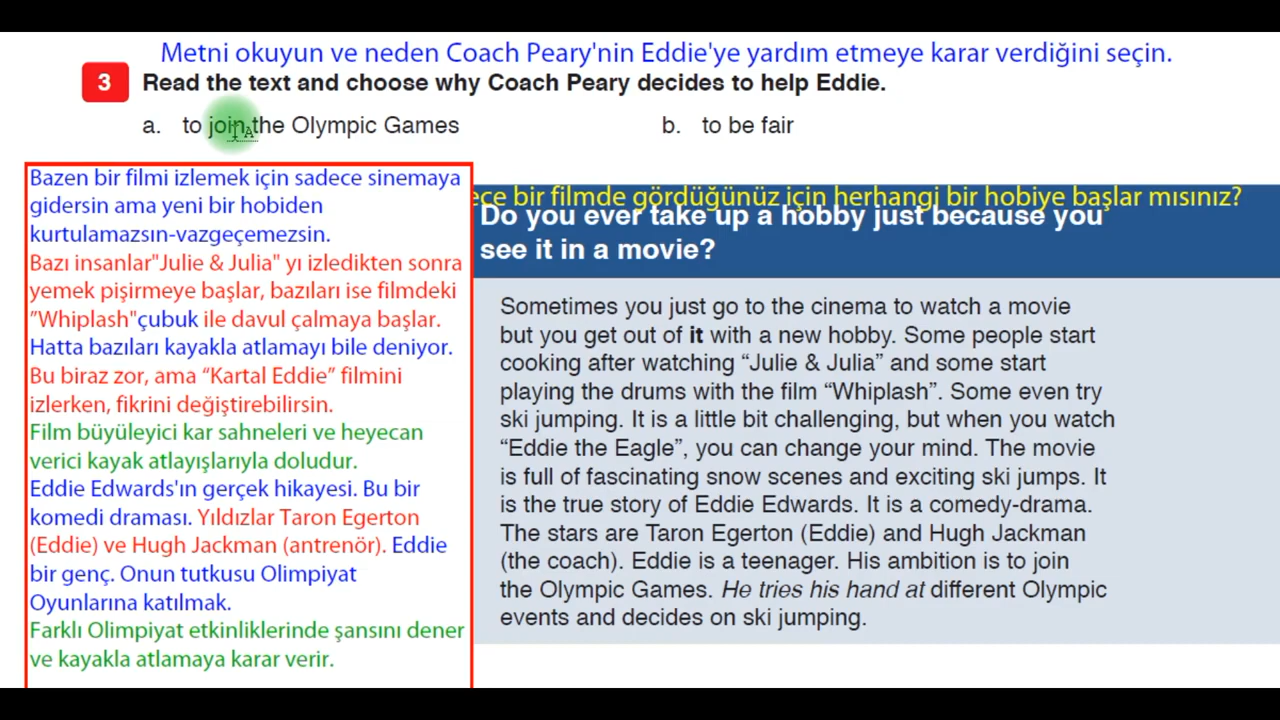 Metni okuyun ve neden Coach Peary'nin Eddie'ye yardım etmeye karar verdiğini seçin.
3 Read the text and choose why Coach Peary decides to help Eddie.
a. to join the Olympic Games b. to be fair
Bazen bir filmi izlemek için sadece sinemaya
gidersin ama yeni bir hobiden
kurtulamazsın-vazgeçemezsin.
Bazı insanlar"Julie & Julia" yı izledikten sonra
yemek pişirmeye başlar, bazıları ise filmdeki
"Whiplash"çubuk ile davul çalmaya başlar.
Hatta bazıları kayakla atlamayı bile deniyor.
Bu biraz zor, ama “Kartal Eddie” filmini
izlerken, fikrini değiştirebilirsin.
Film büyüleyici kar sahneleri ve heyecan
verici kayak atlayışlarıyla doludur.
Eddie Edwards'ın gerçek hikayesi. Bu bir
komedi draması. Yıldızlar Taron Egerton
(Eddie) ve Hugh Jackman (antrenör). Eddie
bir genç. Onun tutkusu Olimpiyat
Oyunlarına katılmak.
Farklı Olimpiyat etkinliklerinde şansını dener
ve kayakla atlamaya karar verir.
bir filmde gördüğünüz için herhangi bir hobiye başlar mısınız?
Do you ever take up a hobby just because you
see it in a movie?
Sometimes you just go to the cinema to watch a movie
but you get out of it with a new hobby. Some people start
cooking after watching “Julie & Julia” and some start
playing the drums with the film “Whiplash”. Some even try
ski jumping. It is a little bit challenging, but when you watch
“Eddie the Eagle”, you can change your mind. The movie
is full of fascinating snow scenes and exciting ski jumps. It
is the true story of Eddie Edwards. It is a comedy-drama.
The stars are Taron Egerton (Eddie) and Hugh Jackman
(the coach). Eddie is a teenager. His ambition is to join
the Olympic Games. He tries his hand at different Olympic
events and decides on ski jumping.